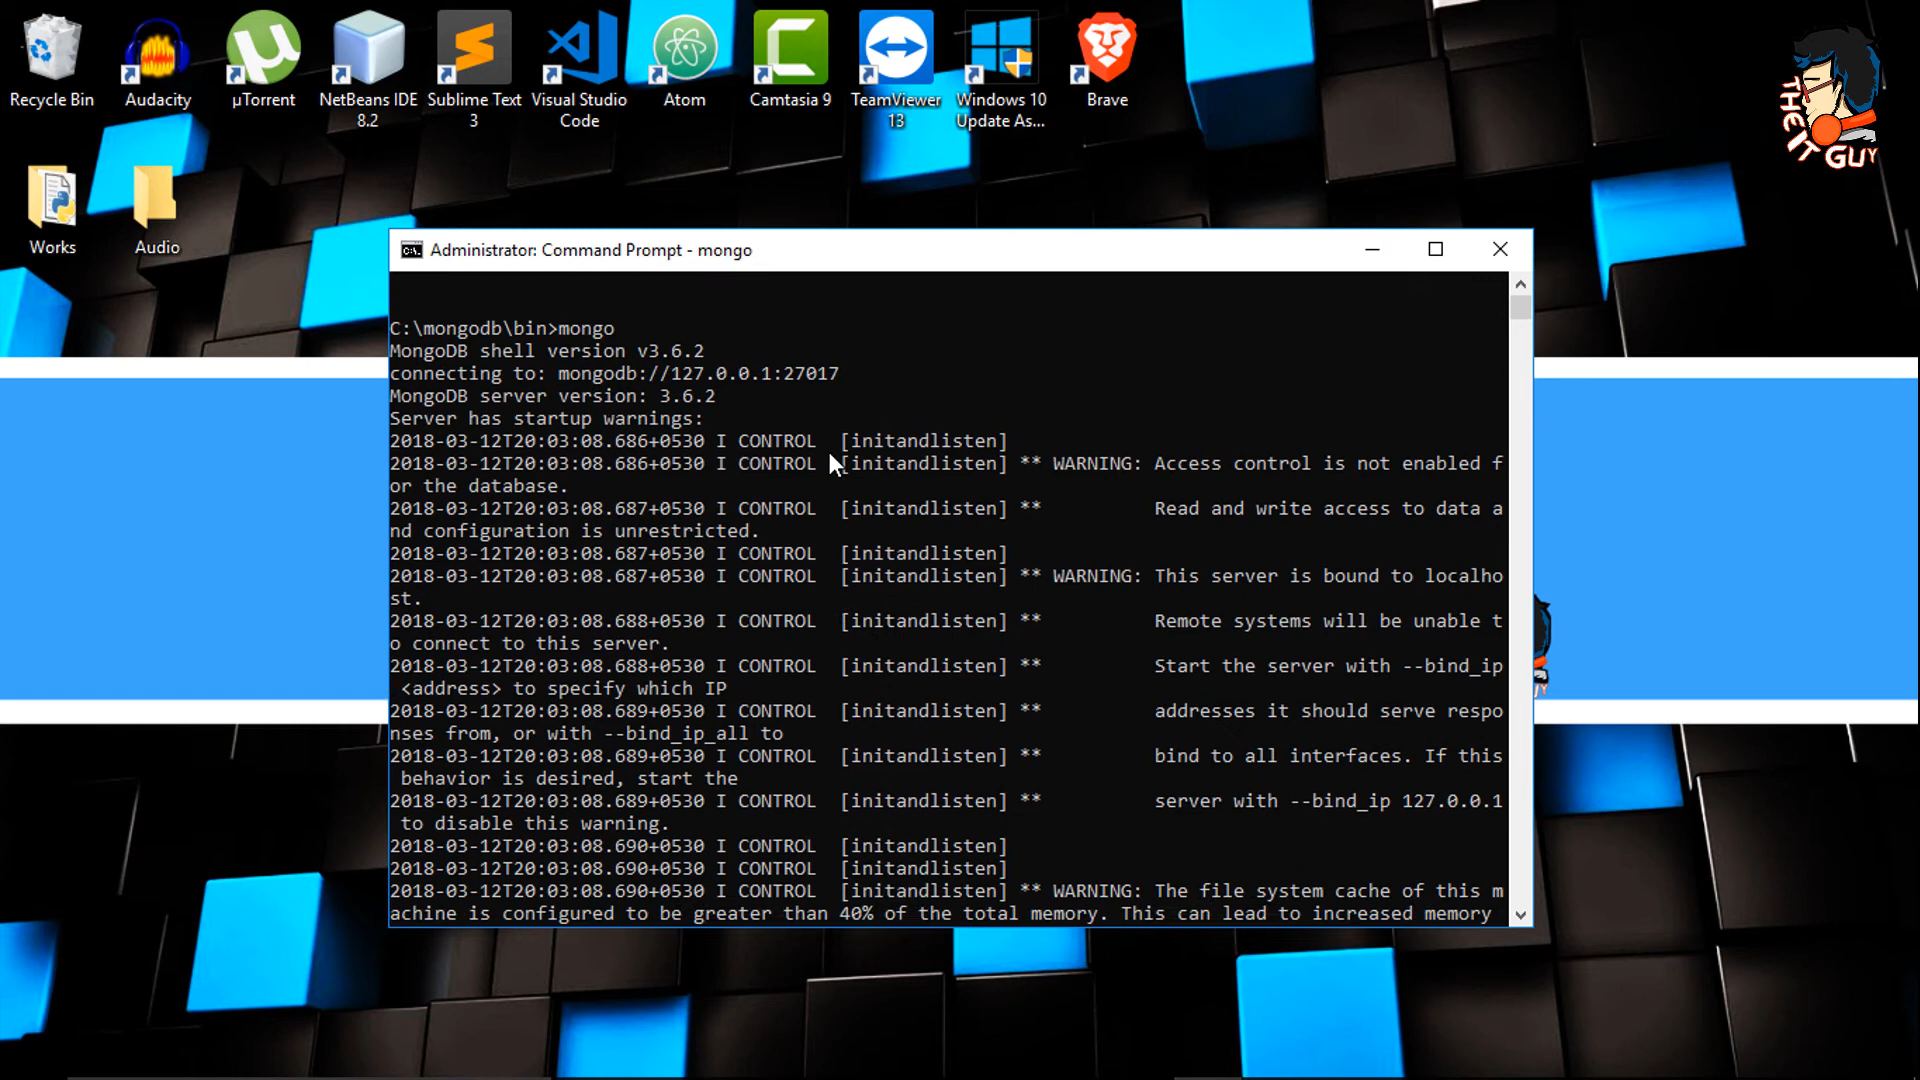 Recycle Bin
Audacity
µTorrent
NetBeans IDE
8.2
Sublime Text
3
Visual Studio
Code
Atom
Camtasia 9
TeamViewer
13
Windows 10
Update As...
Brave
THE IT GUY
Works
Audio
Administrator: Command Prompt - mongo
C:\mongodb\bin>mongo
MongoDB shell version v3.6.2
connecting to: mongodb://127.0.0.1:27017
MongoDB server version: 3.6.2
Server has startup warnings:
2018-03-12T20:03:08.686+0530 I CONTROL  [initandlisten]
2018-03-12T20:03:08.686+0530 I CONTROL  [initandlisten] ** WARNING: Access control is not enabled f
or the database.
2018-03-12T20:03:08.687+0530 I CONTROL  [initandlisten] **          Read and write access to data a
nd configuration is unrestricted.
2018-03-12T20:03:08.687+0530 I CONTROL  [initandlisten]
2018-03-12T20:03:08.687+0530 I CONTROL  [initandlisten] ** WARNING: This server is bound to localho
st.
2018-03-12T20:03:08.688+0530 I CONTROL  [initandlisten] **          Remote systems will be unable t
o connect to this server.
2018-03-12T20:03:08.688+0530 I CONTROL  [initandlisten] **          Start the server with --bind_ip
 <address> to specify which IP
2018-03-12T20:03:08.689+0530 I CONTROL  [initandlisten] **          addresses it should serve respo
nses from, or with --bind_ip_all to
2018-03-12T20:03:08.689+0530 I CONTROL  [initandlisten] **          bind to all interfaces. If this
 behavior is desired, start the
2018-03-12T20:03:08.689+0530 I CONTROL  [initandlisten] **          server with --bind_ip 127.0.0.1
 to disable this warning.
2018-03-12T20:03:08.690+0530 I CONTROL  [initandlisten]
2018-03-12T20:03:08.690+0530 I CONTROL  [initandlisten]
2018-03-12T20:03:08.690+0530 I CONTROL  [initandlisten] ** WARNING: The file system cache of this m
achine is configured to be greater than 40% of the total memory. This can lead to increased memory